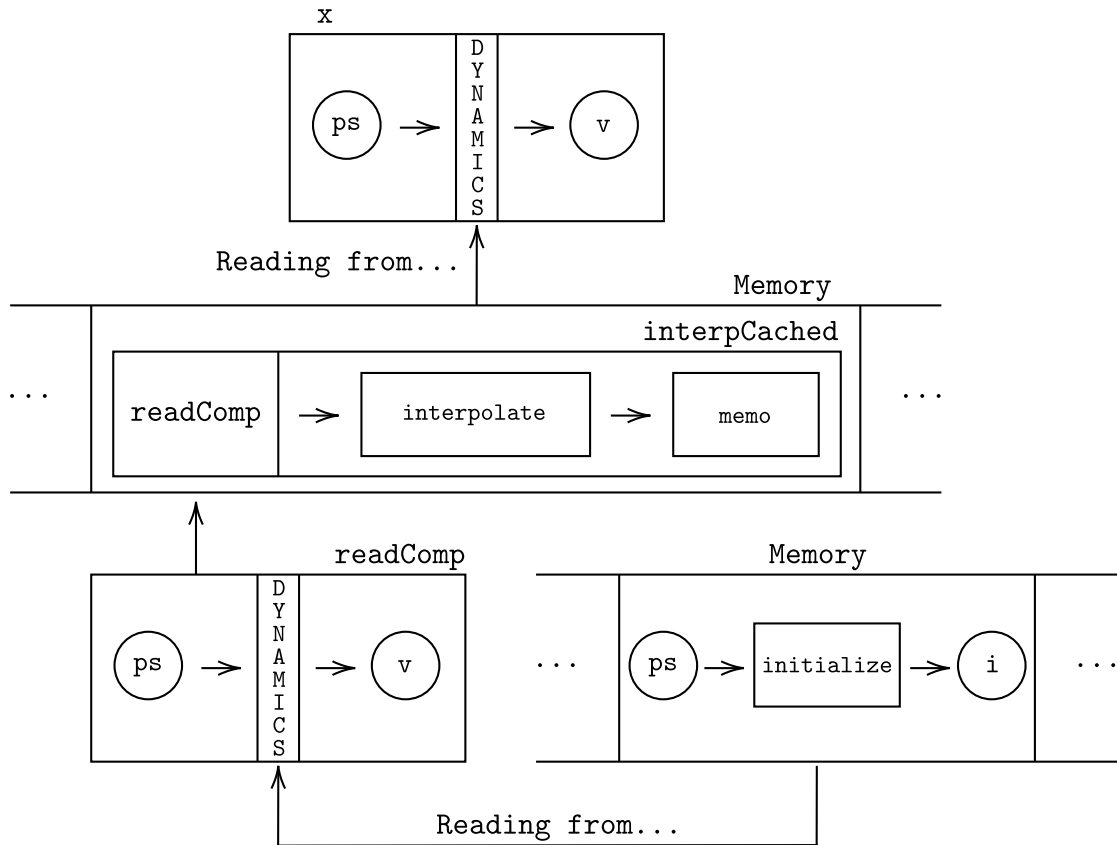 x
ps
DYNAMICS
v
Reading from...
Memory
interpCached
...
readComp
interpolate
memo
...
readComp
Memory
ps
DYNAMICS
v
...
ps
initialize
i
...
Reading from...